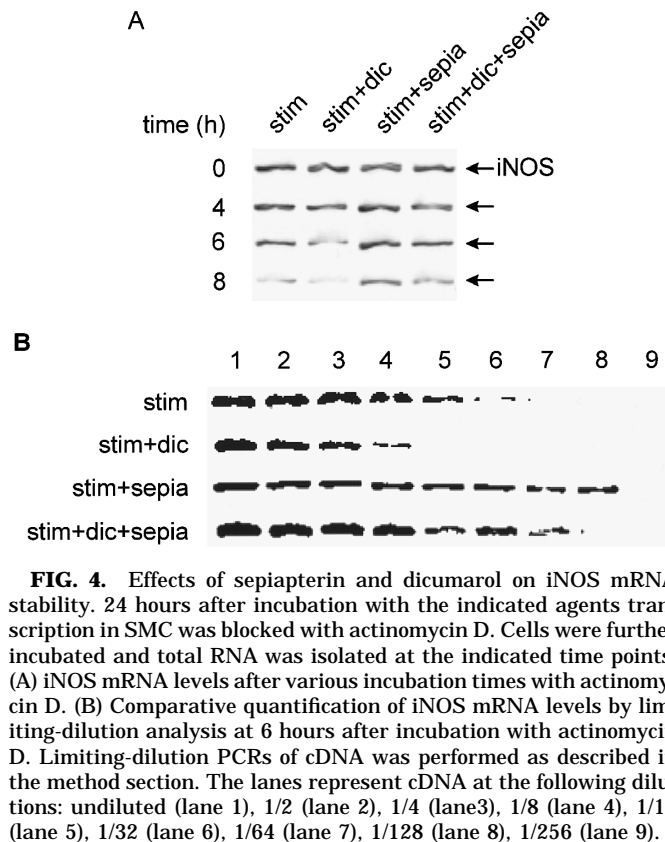 A
stim stim+dic stim+sepia stim+dic+sepia
time (h)
0 iNOS
4
6
8
B
1 2 3 4 5 6 7 8 9
stim
stim+dic
stim+sepia
stim+dic+sepia
FIG. 4. Effects of sepiapterin and dicumarol on iNOS mRNA
stability. 24 hours after incubation with the indicated agents tran
scription in SMC was blocked with actinomycin D. Cells were further
incubated and total RNA was isolated at the indicated time points
(A) iNOS mRNA levels after various incubation times with actinomy
cin D. (B) Comparative quantification of iNOS mRNA levels by lim
iting-dilution analysis at 6 hours after incubation with actinomyci
D. Limiting-dilution PCRs of cDNA was performed as described i
the method section. The lanes represent cDNA at the following dilu
tions: undiluted (lane 1), 1/2 (lane 2), 1/4 (lane3), 1/8 (lane 4), 1/1
(lane 5), 1/32 (lane 6), 1/64 (lane 7), 1/128 (lane 8), 1/256 (lane 9).